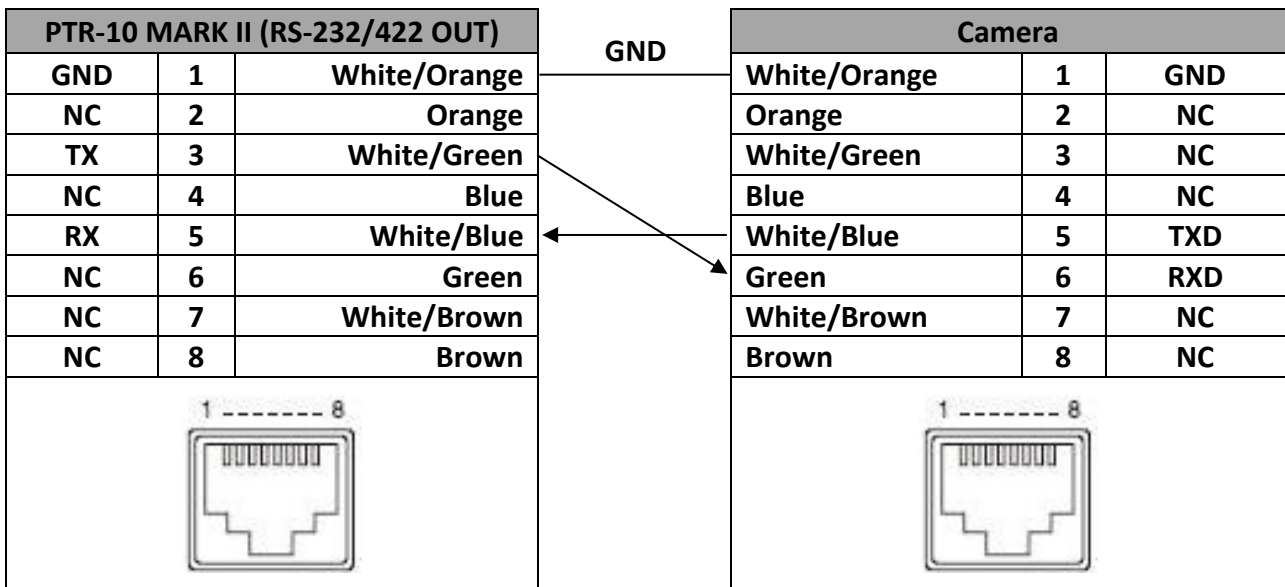 PTR-10 MARK II (RS-232/422 OUT) GND Camera
GND 1 White/Orange White/Orange 1 GND
NC 2 Orange Orange 2 NC
TX 3 White/Green White/Green 3 NC
NC 4 Blue Blue 4 NC
RX 5 White/Blue White/Blue 5 TXD
NC 6 Green Green 6 RXD
NC 7 White/Brown White/Brown 7 NC
NC 8 Brown Brown 8 NC
1 ------- 8 1 ------- 8